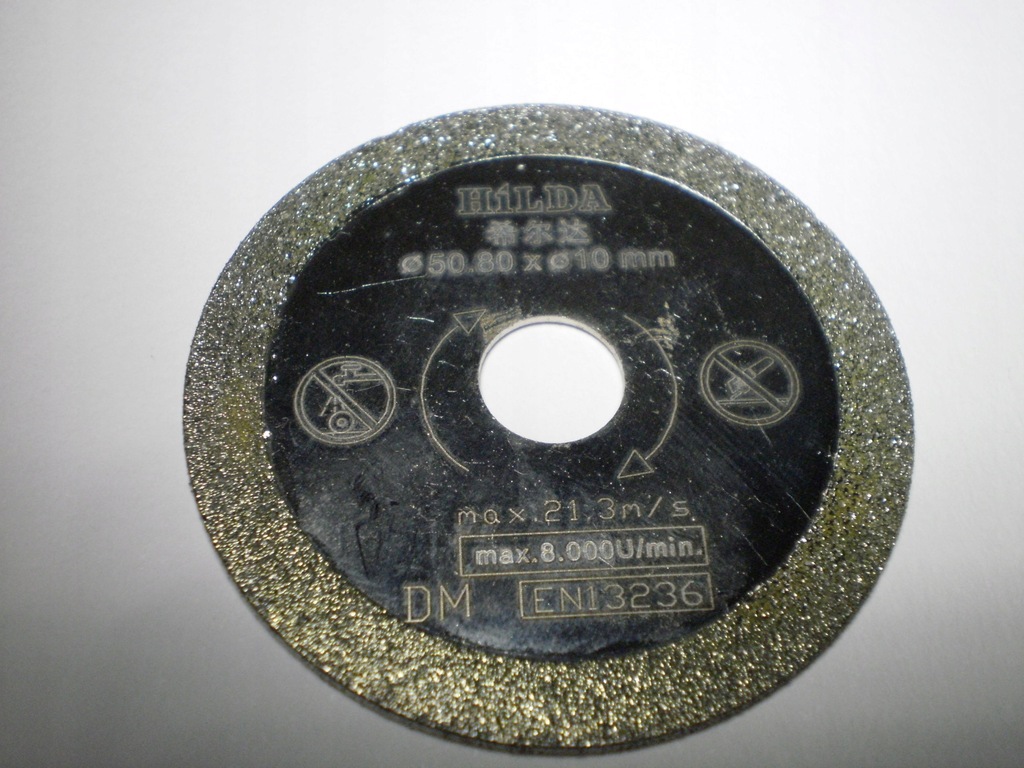 HiLDA
希尔达
ø50.80 x ø10 mm
max.21.3m/s
max.8.000U/min.
DM EN13236